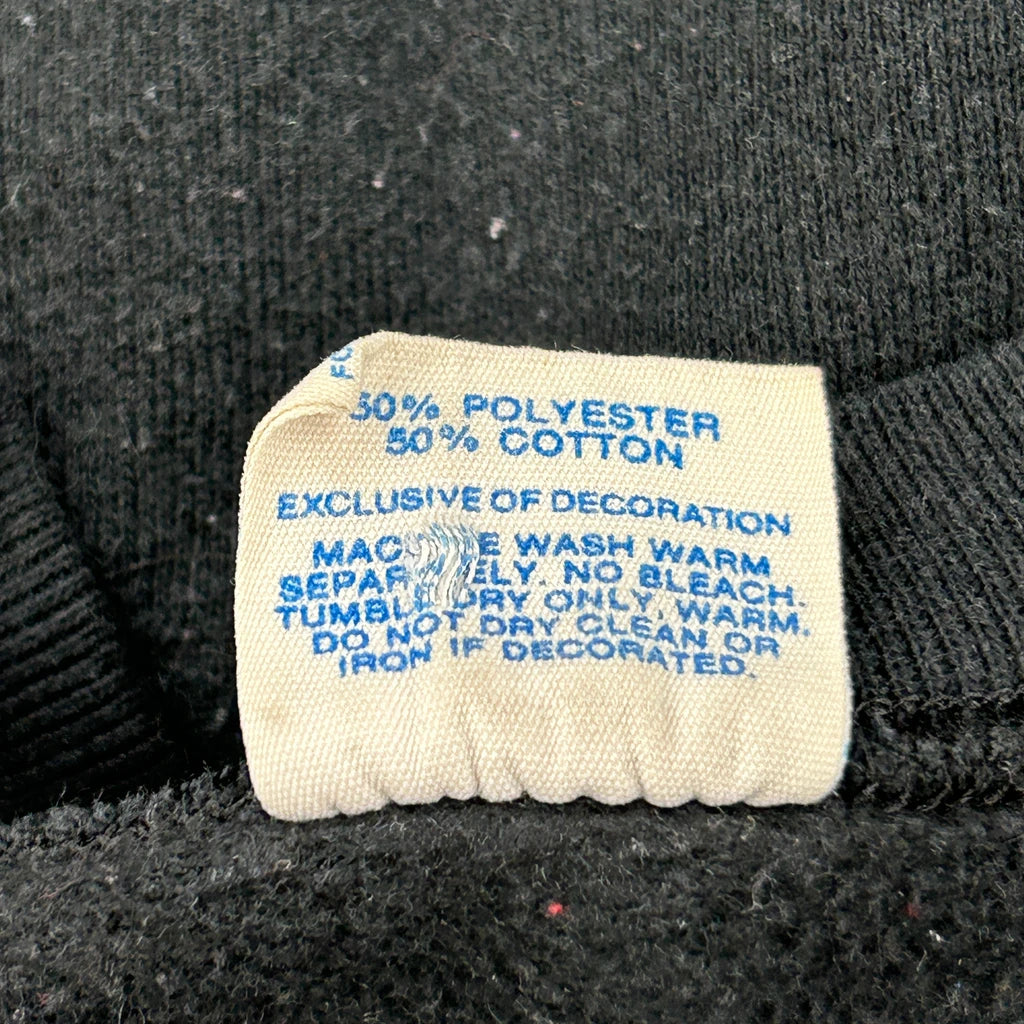 50% POLYESTER
50% COTTON
EXCLUSIVE OF DECORATION
WASH WARM
NO BLEACH.
TUMBLE DRY ONLY, WARM.
DO NOT DRY CLEAN OR
IRON IF DECORATED.